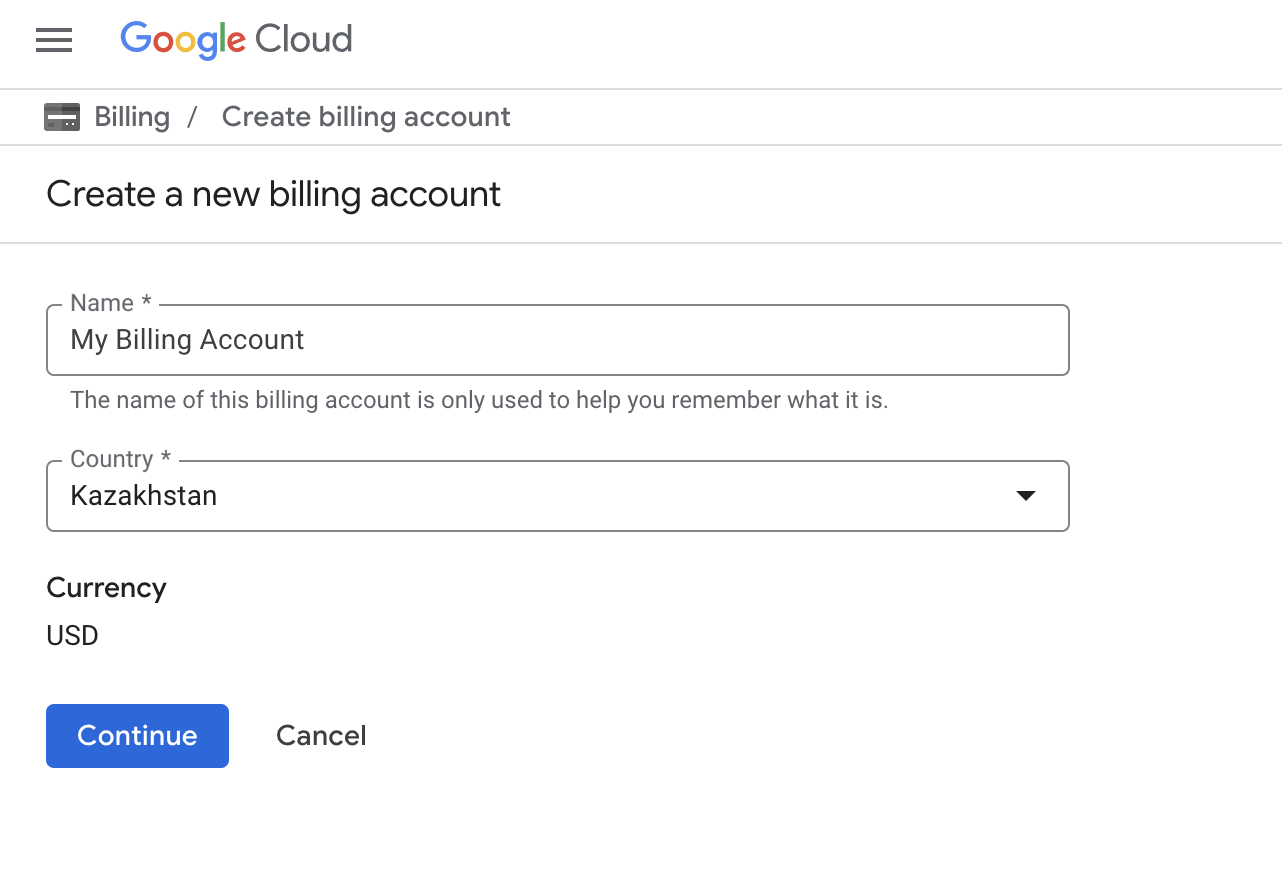 Google Cloud
Billing / Create billing account
Create a new billing account
Name *
My Billing Account
The name of this billing account is only used to help you remember what it is.
Country *
Kazakhstan
Currency
USD
Continue Cancel